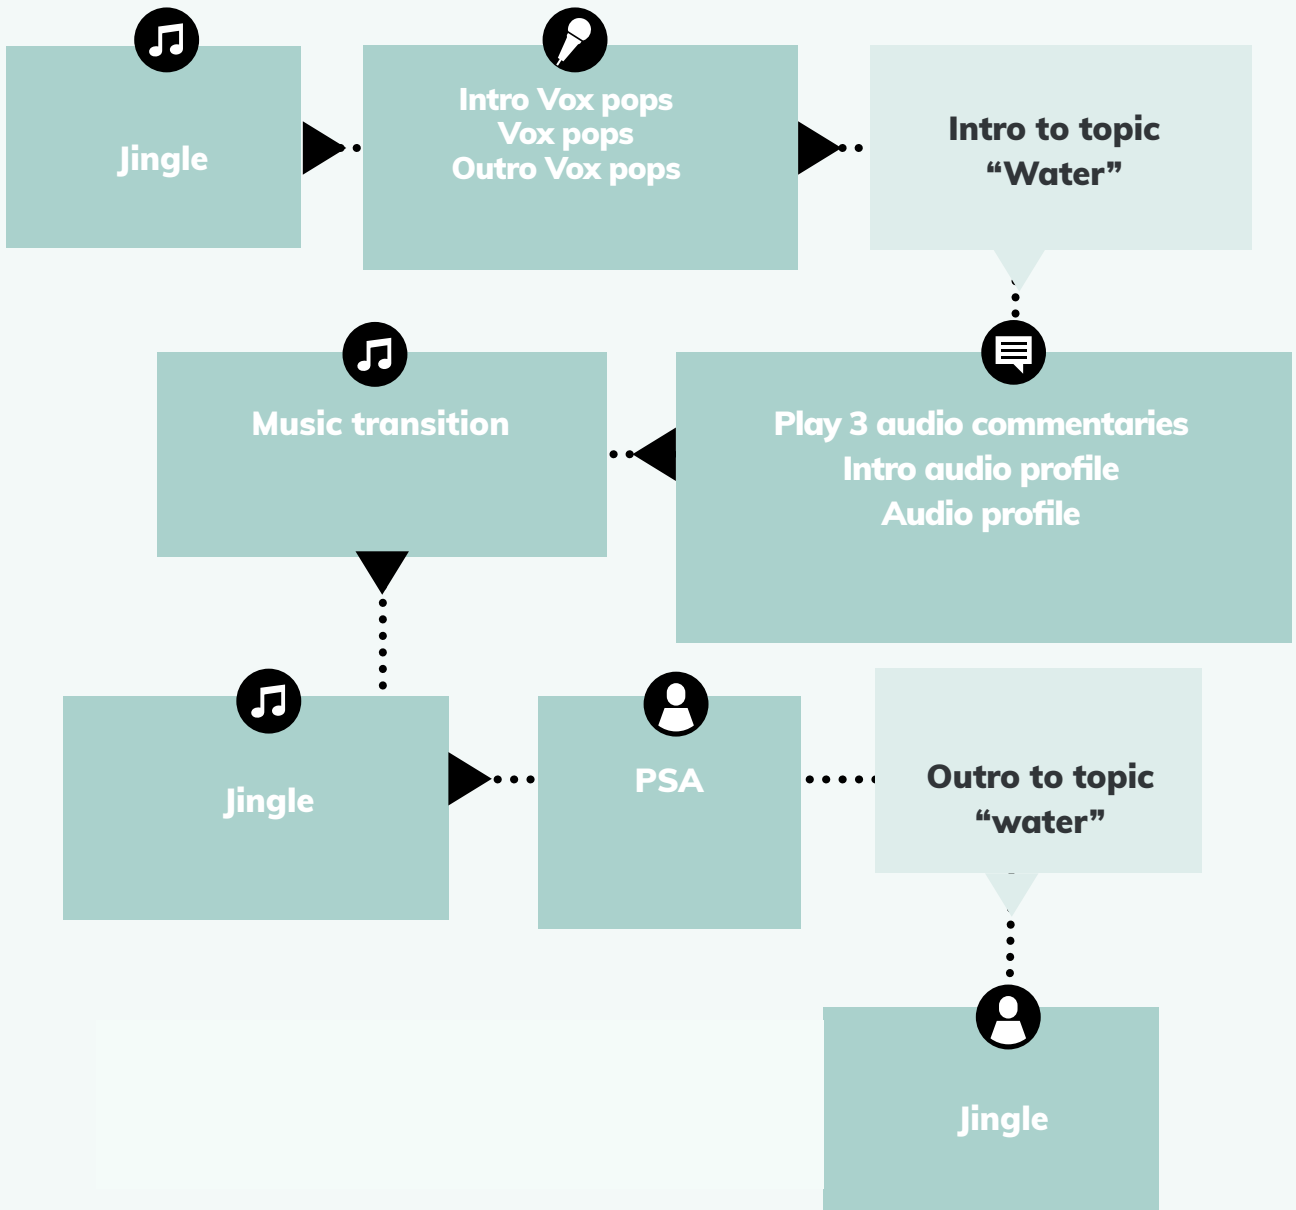 Jingle
Intro Vox pops
Vox pops
Outro Vox pops
Intro to topic
“Water”
Play 3 audio commentaries
Intro audio profile
Audio profile
Music transition
Jingle
PSA
Outro to topic
“water”
Jingle